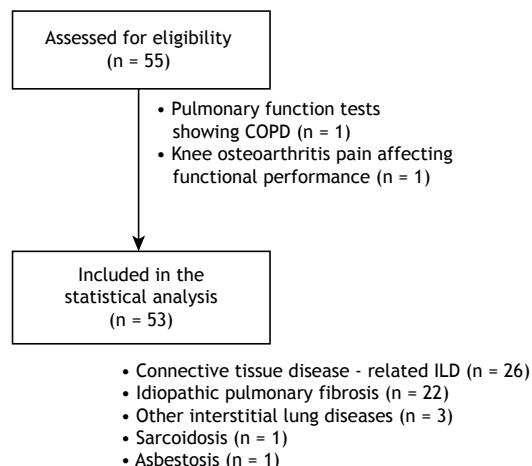 Assessed for eligibility
(n = 55)
• Pulmonary function tests
showing COPD (n = 1)
• Knee osteoarthritis pain affecting
functional performance (n = 1)
Included in the
statistical analysis
(n = 53)
• Connective tissue disease - related ILD (n = 26)
• Idiopathic pulmonary fibrosis (n = 22)
• Other interstitial lung diseases (n = 3)
• Sarcoidosis (n = 1)
• Asbestosis (n = 1)